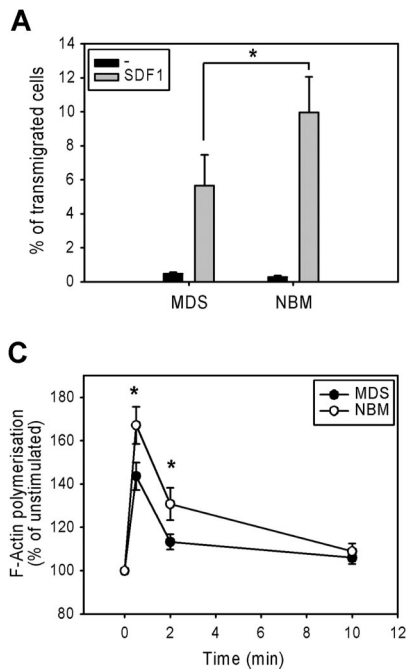 A
% of transmigrated cells
14
12
10
8
6
4
2
0
-
SDF1
*
MDS
NBM
C
F-Actin polymerisation
(% of unstimulated)
180
160
140
120
100
80
MDS
NBM
*
*
0 2 4 6 8 10 12
Time (min)